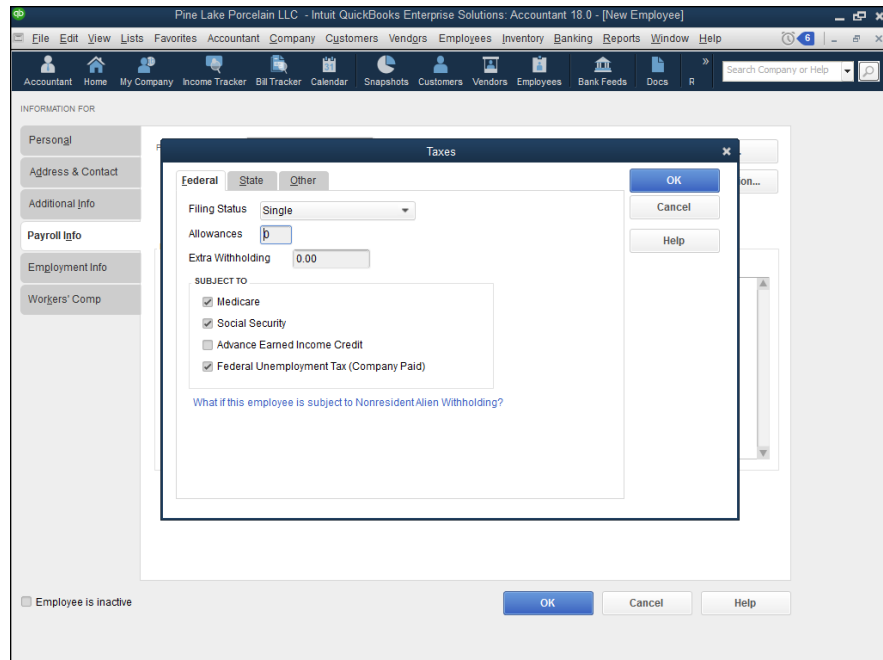 Pine Lake Porcelain LLC - Intuit QuickBooks Enterprise Solutions: Accountant 18.0 - [New Employee]
File Edit View Lists Favorites Accountant Company Customers Vendors Employees Inventory Banking Reports Window Help 6
Accountant Home My Company Income Tracker Bill Tracker Calendar Snapshots Customers Vendors Employees Bank Feeds Docs R » Search Company or Help
INFORMATION FOR
Personal
Address & Contact
Additional Info
Payroll Info
Employment Info
Workers' Comp
Taxes
Federal State Other
Filing Status Single
Allowances 0
Extra Withholding 0.00
SUBJECT TO
Medicare
Social Security
Advance Earned Income Credit
Federal Unemployment Tax (Company Paid)
What if this employee is subject to Nonresident Alien Withholding?
OK
Cancel
Help
on...
Employee is inactive
OK Cancel Help